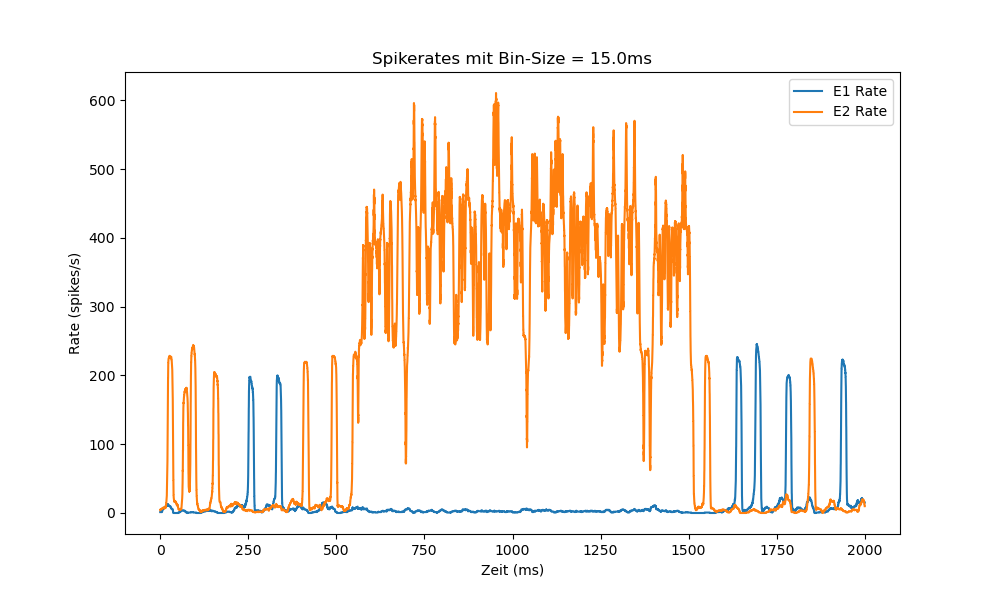 Spikerates mit Bin-Size = 15.0ms
E1 Rate
E2 Rate
Rate (spikes/s)
600
500
400
300
200
100
0
0 250 500 750 1000 1250 1500 1750 2000
Zeit (ms)